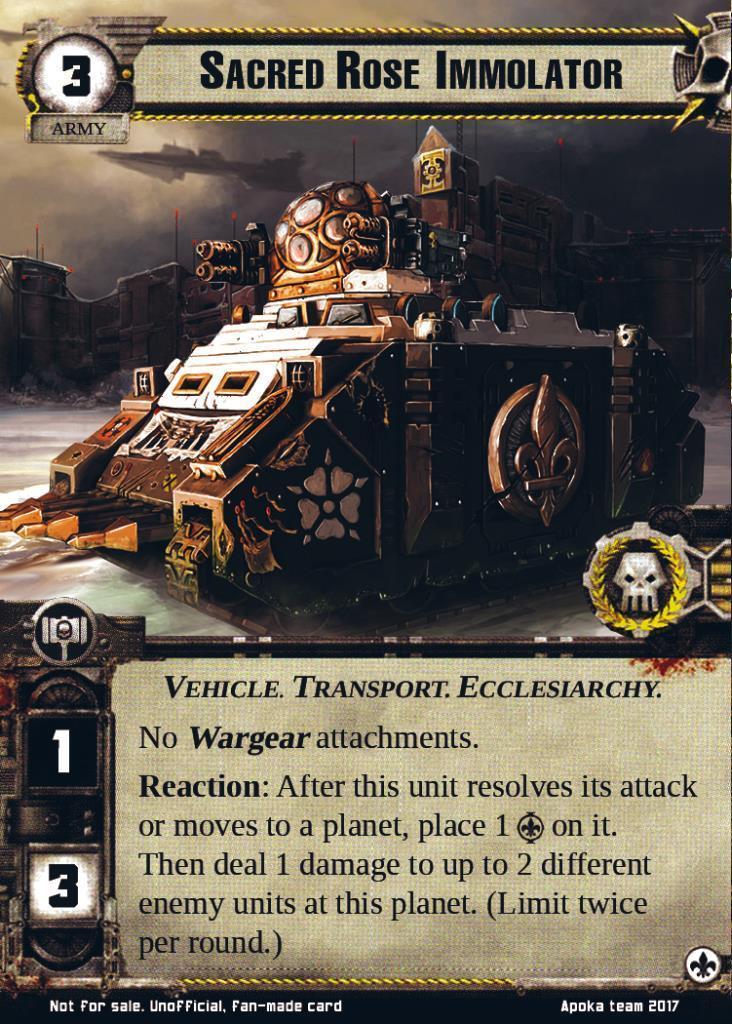 3
SACRED ROSE IMMOLATOR
ARMY
VEHICLE. TRANSPORT. ECCLESIARCHY.
1
No Wargear attachments.
Reaction: After this unit resolves its attack
or moves to a planet, place 1 on it.
3
Then deal 1 damage to up to 2 different
enemy units at this planet. (Limit twice
per round.)
Not for sale. Unofficial, Fan-made card
Apoka team 2017